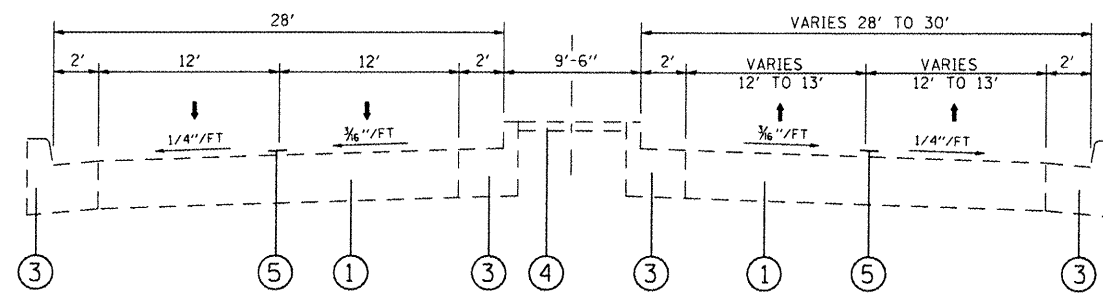 28'
VARIES 28' TO 30'
2'
12'
12'
2'
9'-6"
2'
VARIES
12' TO 13'
VARIES
12' TO 13'
2'
1/4"/FT
3/16"/FT
3/16"/FT
1/4"/FT
3
5
1
3
4
3
1
5
3